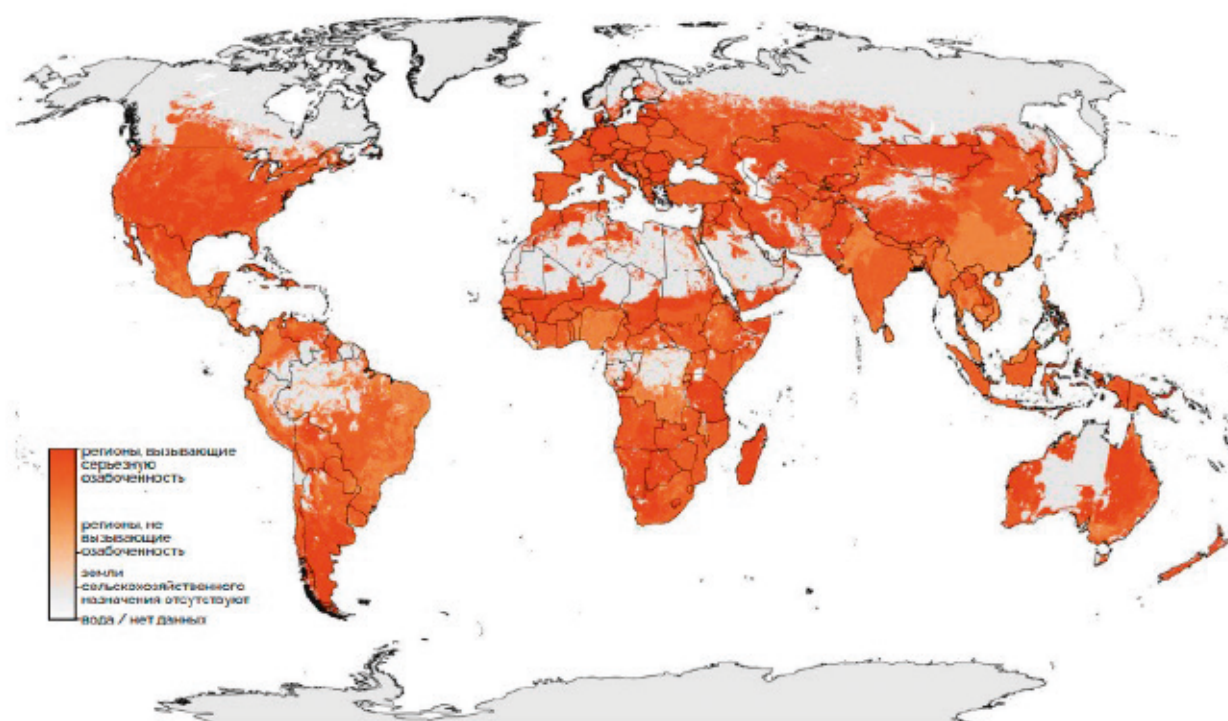 регионы, вызывающие
серьезную
озабоченность
регионы, не
вызывающие
озабоченность
земли
сельскохозяйственного
назначения отсутствуют
вода / нет данных